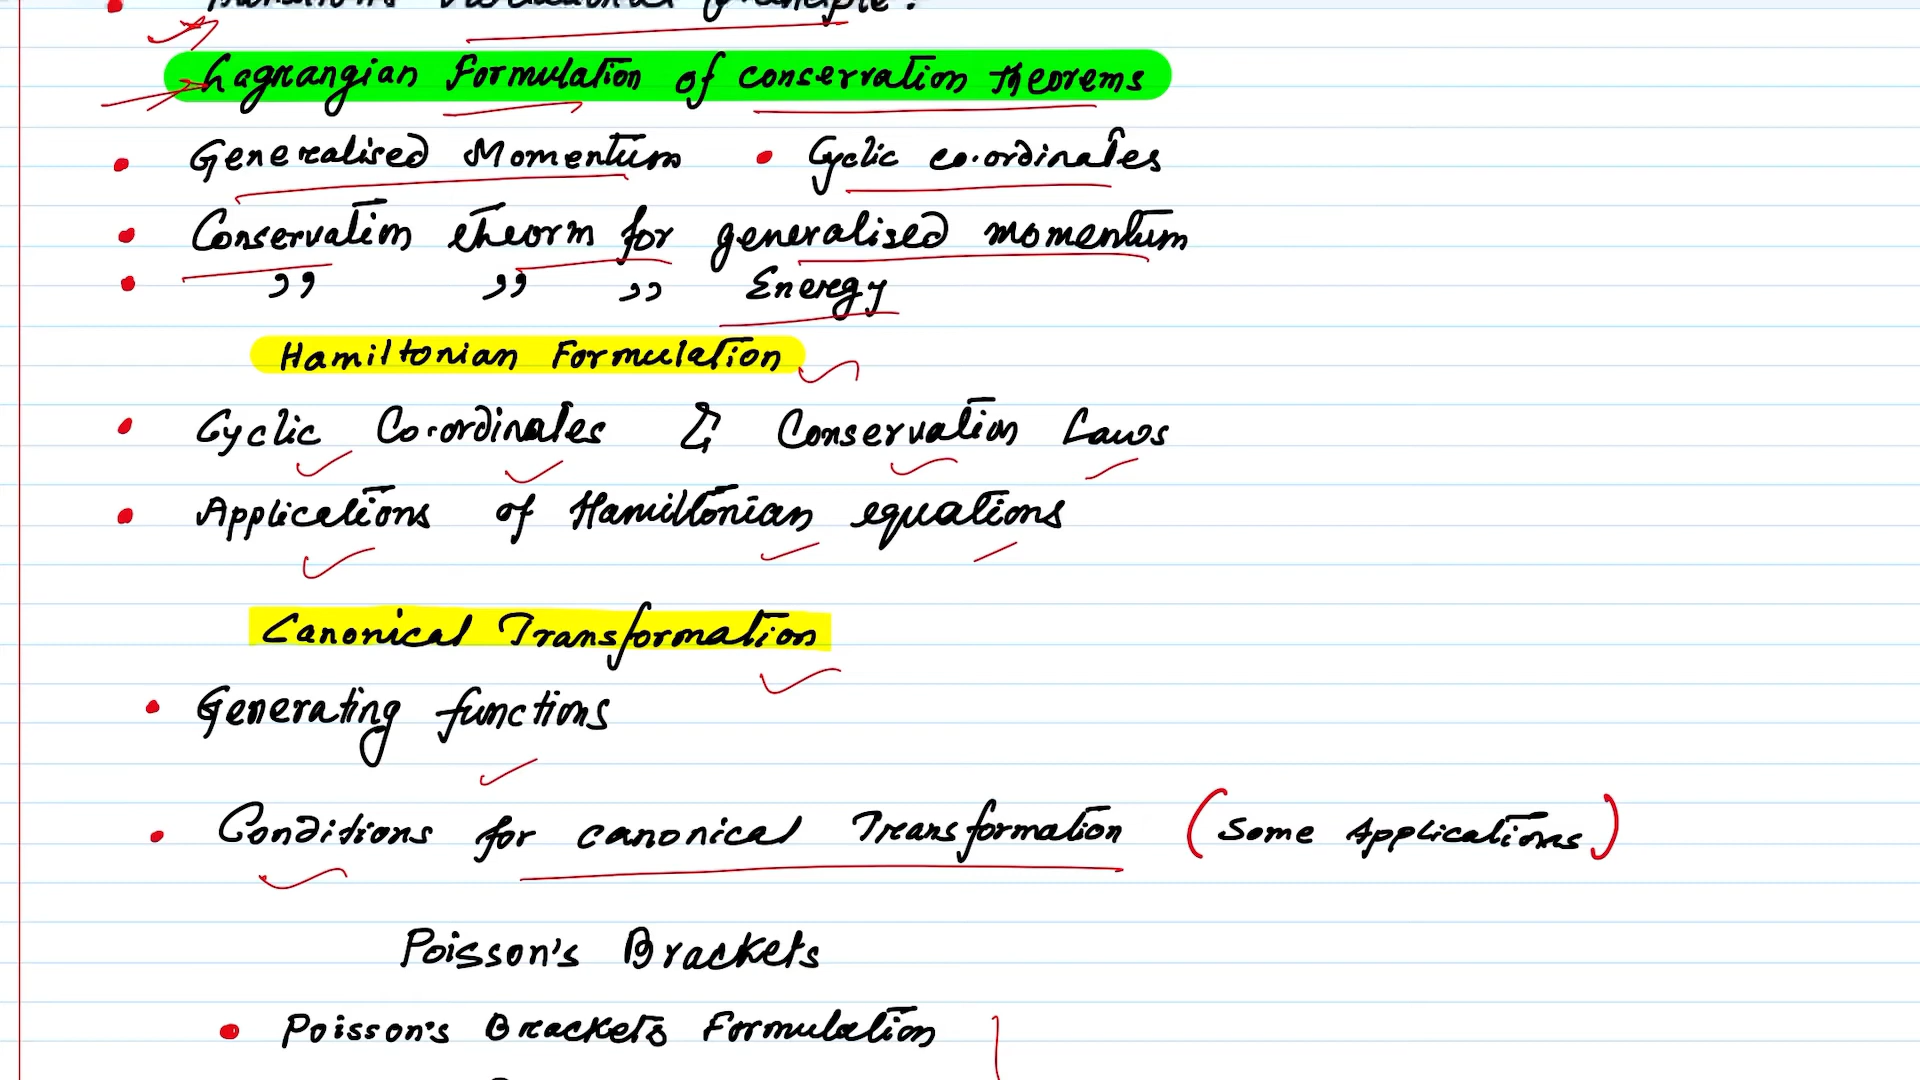 principle.
Lagrangian Formulation of conservation theorems
• Generalised Momentum • Cyclic co-ordinates
• Conservation theorm for generalised momentum
• ,, ,, ,, Energy
Hamiltonian Formulation
• Cyclic Co-ordinates & Conservation Laws
• Applications of Hamiltonian equations
Canonical Transformation
• Generating functions
• Conditions for canonical Transformation (Some Applications)
Poisson's Brackets
• Poisson's Brackets Formulation